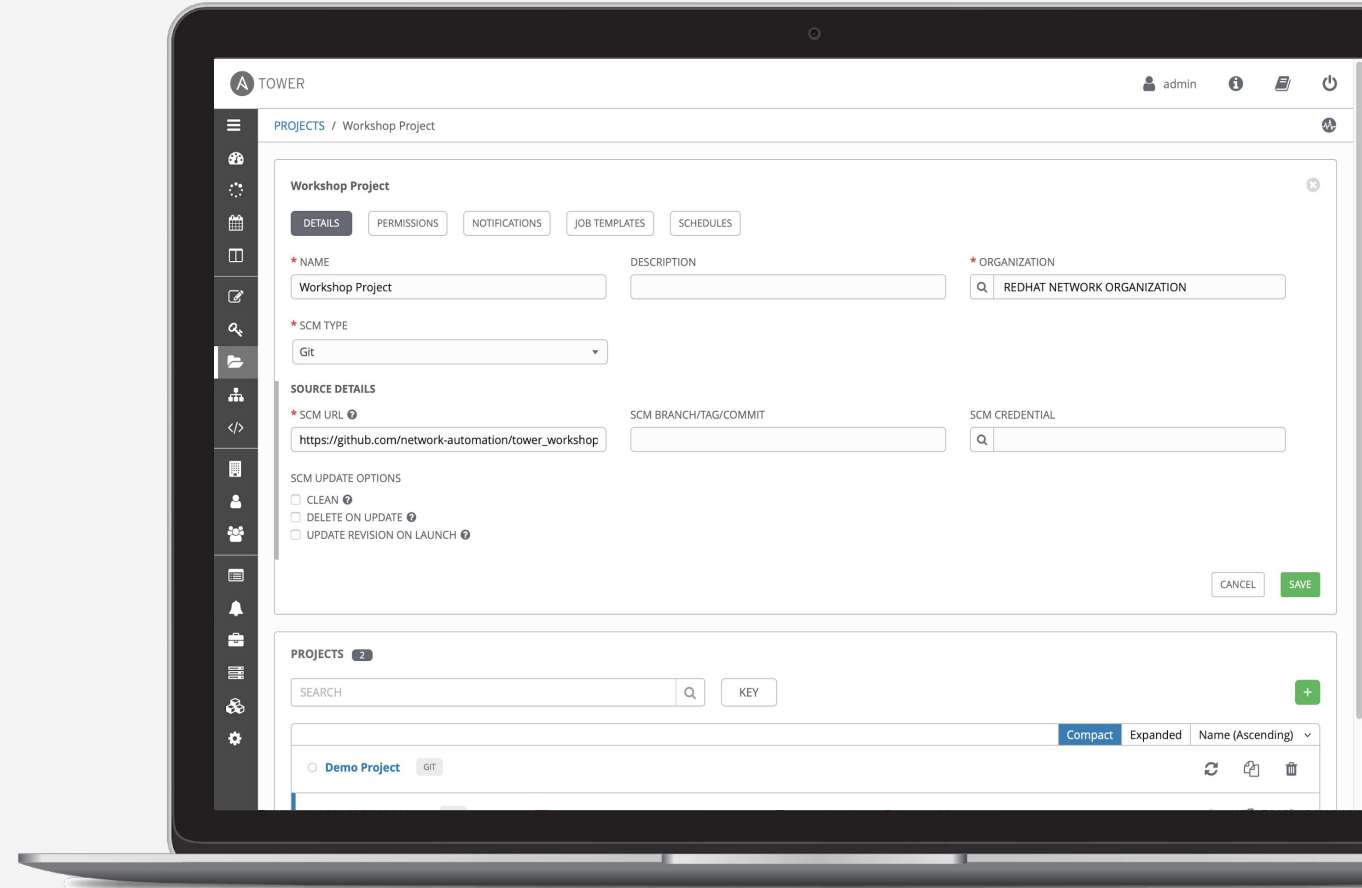 TOWER
admin
PROJECTS / Workshop Project
Workshop Project
DETAILS PERMISSIONS NOTIFICATIONS JOB TEMPLATES SCHEDULES
* NAME DESCRIPTION * ORGANIZATION
Workshop Project REDHAT NETWORK ORGANIZATION
* SCM TYPE
Git
SOURCE DETAILS
* SCM URL SCM BRANCH/TAG/COMMIT SCM CREDENTIAL
https://github.com/network-automation/tower_workshop
SCM UPDATE OPTIONS
CLEAN
DELETE ON UPDATE
UPDATE REVISION ON LAUNCH
CANCEL SAVE
PROJECTS 2
SEARCH KEY +
Compact Expanded Name (Ascending)
Demo Project GIT